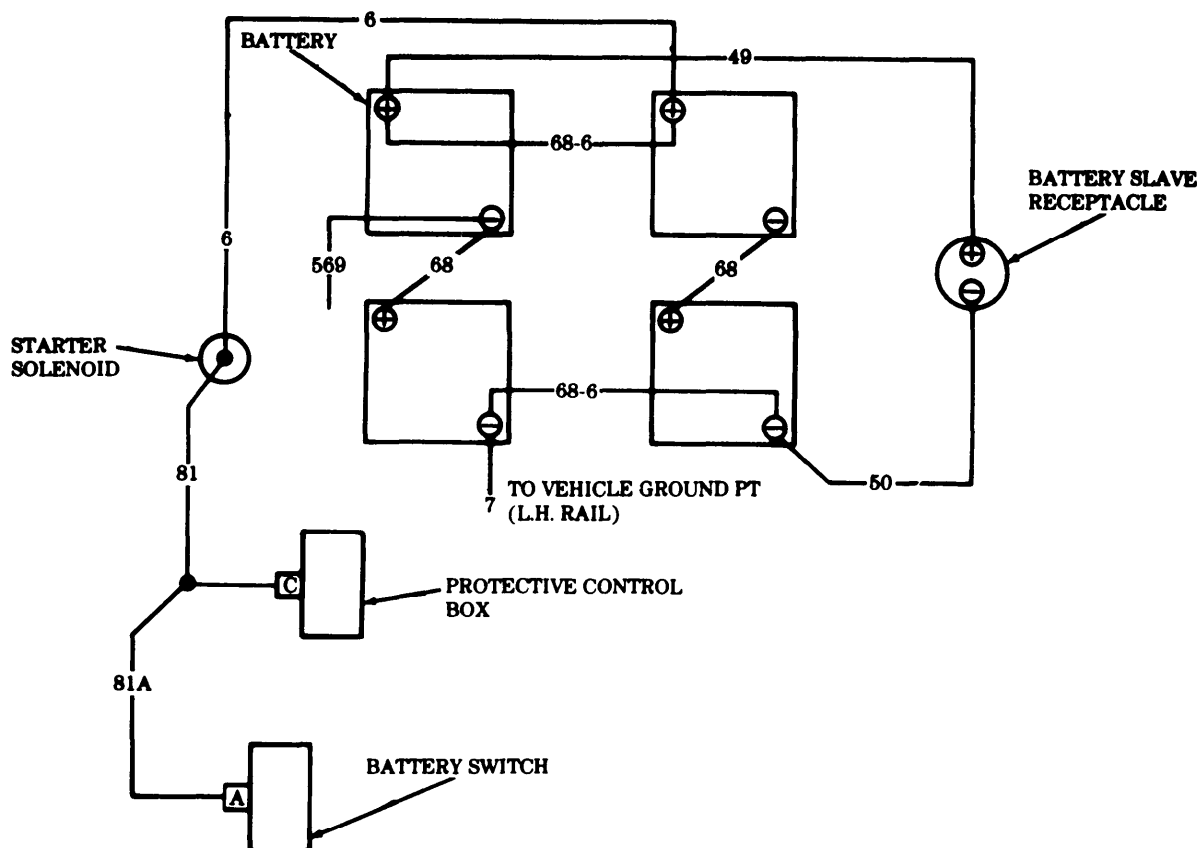 6
BATTERY
49
68-6
BATTERY SLAVE
RECEPTACLE
6
569
68
68
STARTER
SOLENOID
68-6
81
50
7
TO VEHICLE GROUND PT
(L.H. RAIL)
C
PROTECTIVE CONTROL
BOX
81A
A
BATTERY SWITCH